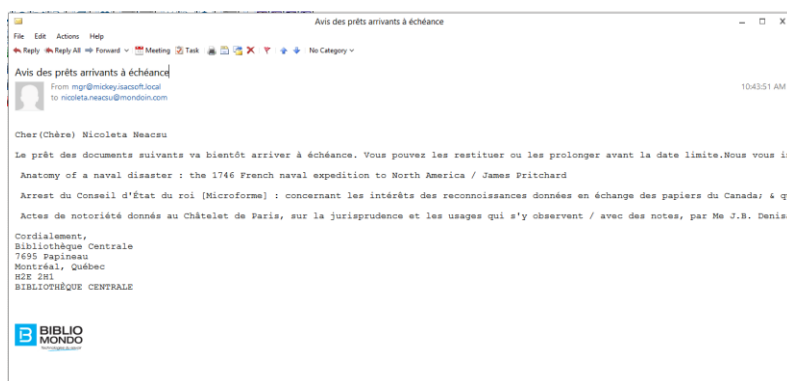 Avis des prêts arrivants à échéance
File Edit Actions Help
Reply Reply All Forward Meeting Task No Category
Avis des prêts arrivants à échéance
From mgr@mickey.isacsoft.local
10:43:51 AM
to nicoleta.neacsu@mondoin.com
Cher(Chère) Nicoleta Neacsu
Le prêt des documents suivants va bientôt arriver à échéance. Vous pouvez les restituer ou les prolonger avant la date limite.Nous vous i
Anatomy of a naval disaster : the 1746 French naval expedition to North America / James Pritchard
Arrest du Conseil d'État du roi [Microforme] : concernant les intérêts des reconnoissances données en échange des papiers du Canada; & q
Actes de notoriété donnés au Châtelet de Paris, sur la jurisprudence et les usages qui s'y observent / avec des notes, par Me J.B. Denis
Cordialement,
Bibliothèque Centrale
7695 Papineau
Montréal, Québec
H2E 2H1
BIBLIOTHÈQUE CENTRALE
BIBLIO
MONDO